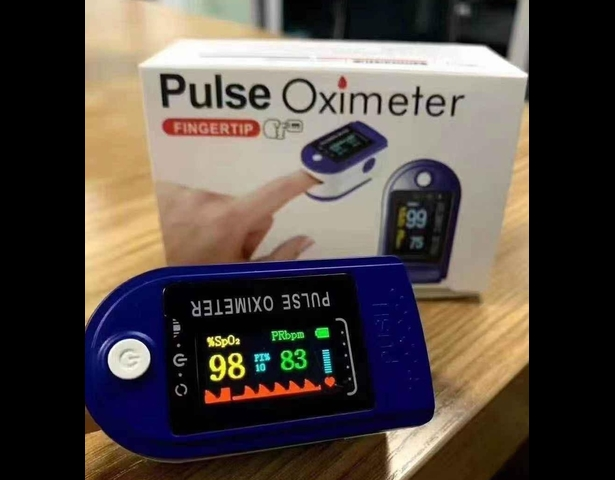 Pulse Oximeter
FINGERTIP
99
75
PULSE OXIMETER
%SpO₂
PRbpm
98
PI%
10
83